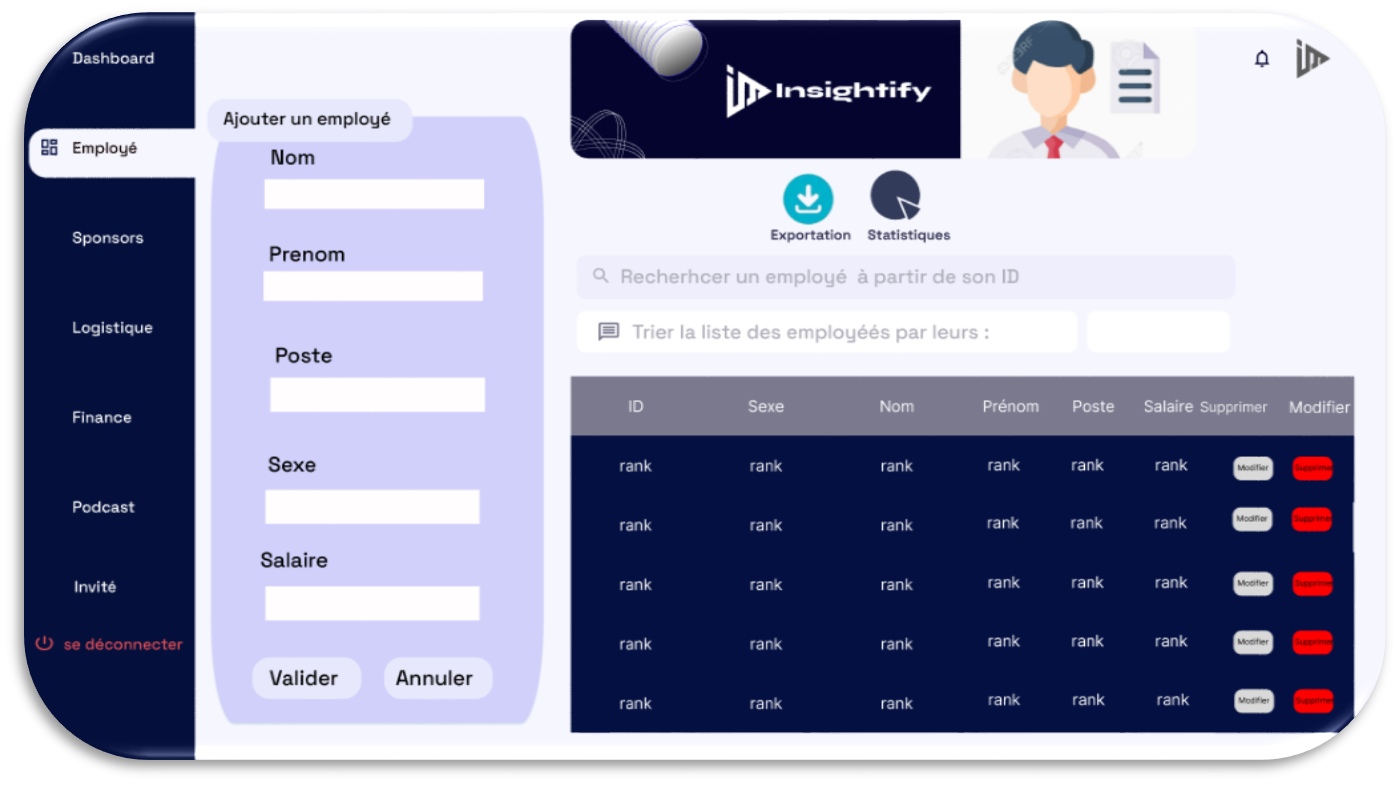 Dashboard
Employé
Sponsors
Logistique
Finance
Podcast
Invité
se déconnecter
Ajouter un employé
Nom
Prenom
Poste
Sexe
Salaire
Valider Annuler
Insightify
Exportation Statistiques
Recherhcer un employé à partir de son ID
Trier la liste des employéés par leurs :
ID Sexe Nom Prénom Poste Salaire Supprimer Modifier
rank rank rank rank rank rank Modifier Supprimer
rank rank rank rank rank rank Modifier Supprimer
rank rank rank rank rank rank Modifier Supprimer
rank rank rank rank rank rank Modifier Supprimer
rank rank rank rank rank rank Modifier Supprimer